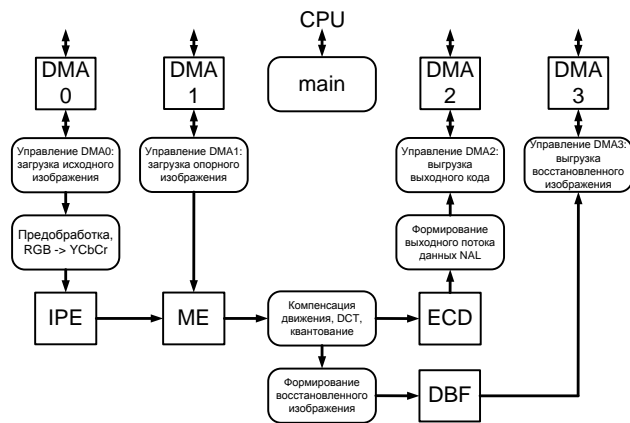 CPU
DMA
0
DMA
1
main
DMA
2
DMA
3
Управление DMA0:
загрузка исходного
изображения
Управление DMA1:
загрузка опорного
изображения
Управление DMA2:
выгрузка
выходного кода
Управление DMA3:
выгрузка
восстановленного
изображения
Предобработка,
RGB -> YCbCr
Формирование
выходного потока
данных NAL
IPE
ME
Компенсация
движения, DCT,
квантование
ECD
Формирование
восстановленного
изображения
DBF